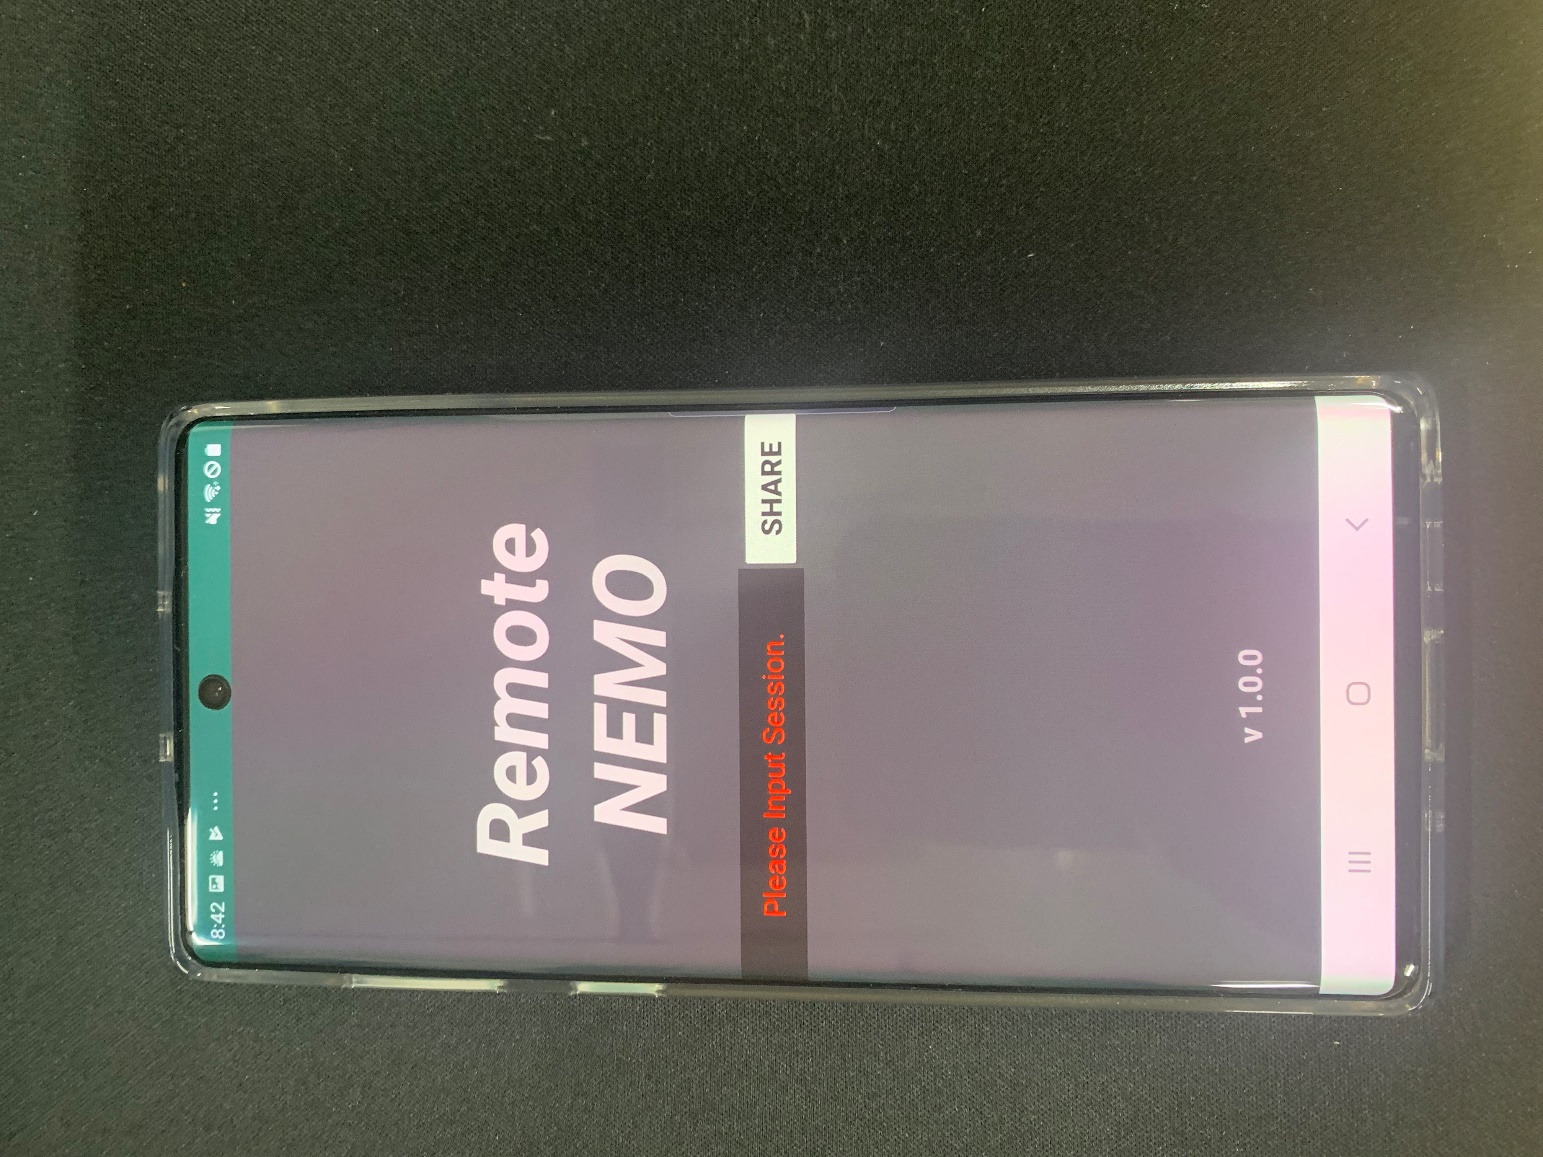 8:42
Remote
NEMO
Please Input Session.
SHARE
v 1.0.0